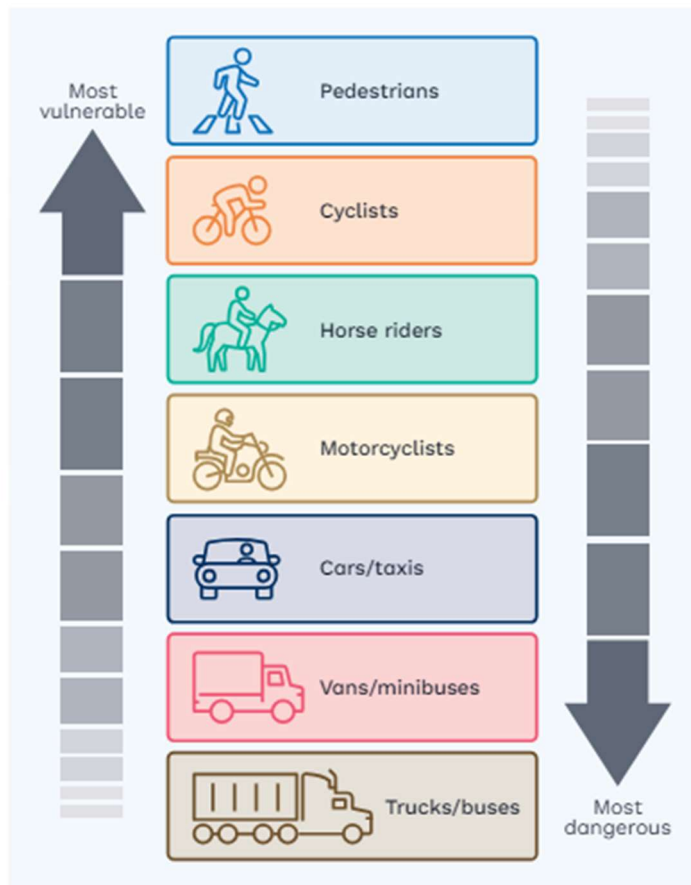 Most
vulnerable
Pedestrians
Cyclists
Horse riders
Motorcyclists
Cars/taxis
Vans/minibuses
Trucks/buses
Most
dangerous